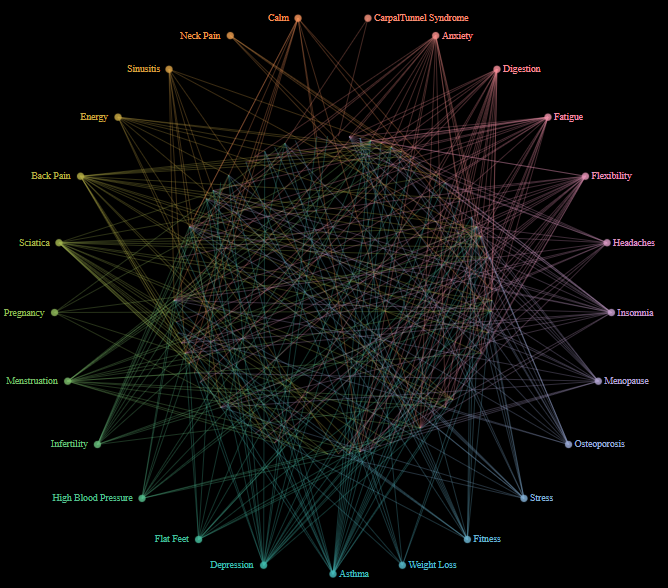 Calm
CarpalTunnel Syndrome
Neck Pain
Anxiety
Sinusitis
Digestion
Energy
Fatigue
Back Pain
Flexibility
Sciatica
Headaches
Pregnancy
Insomnia
Menstruation
Menopause
Infertility
Osteoporosis
High Blood Pressure
Stress
Flat Feet
Fitness
Depression
Weight Loss
Asthma